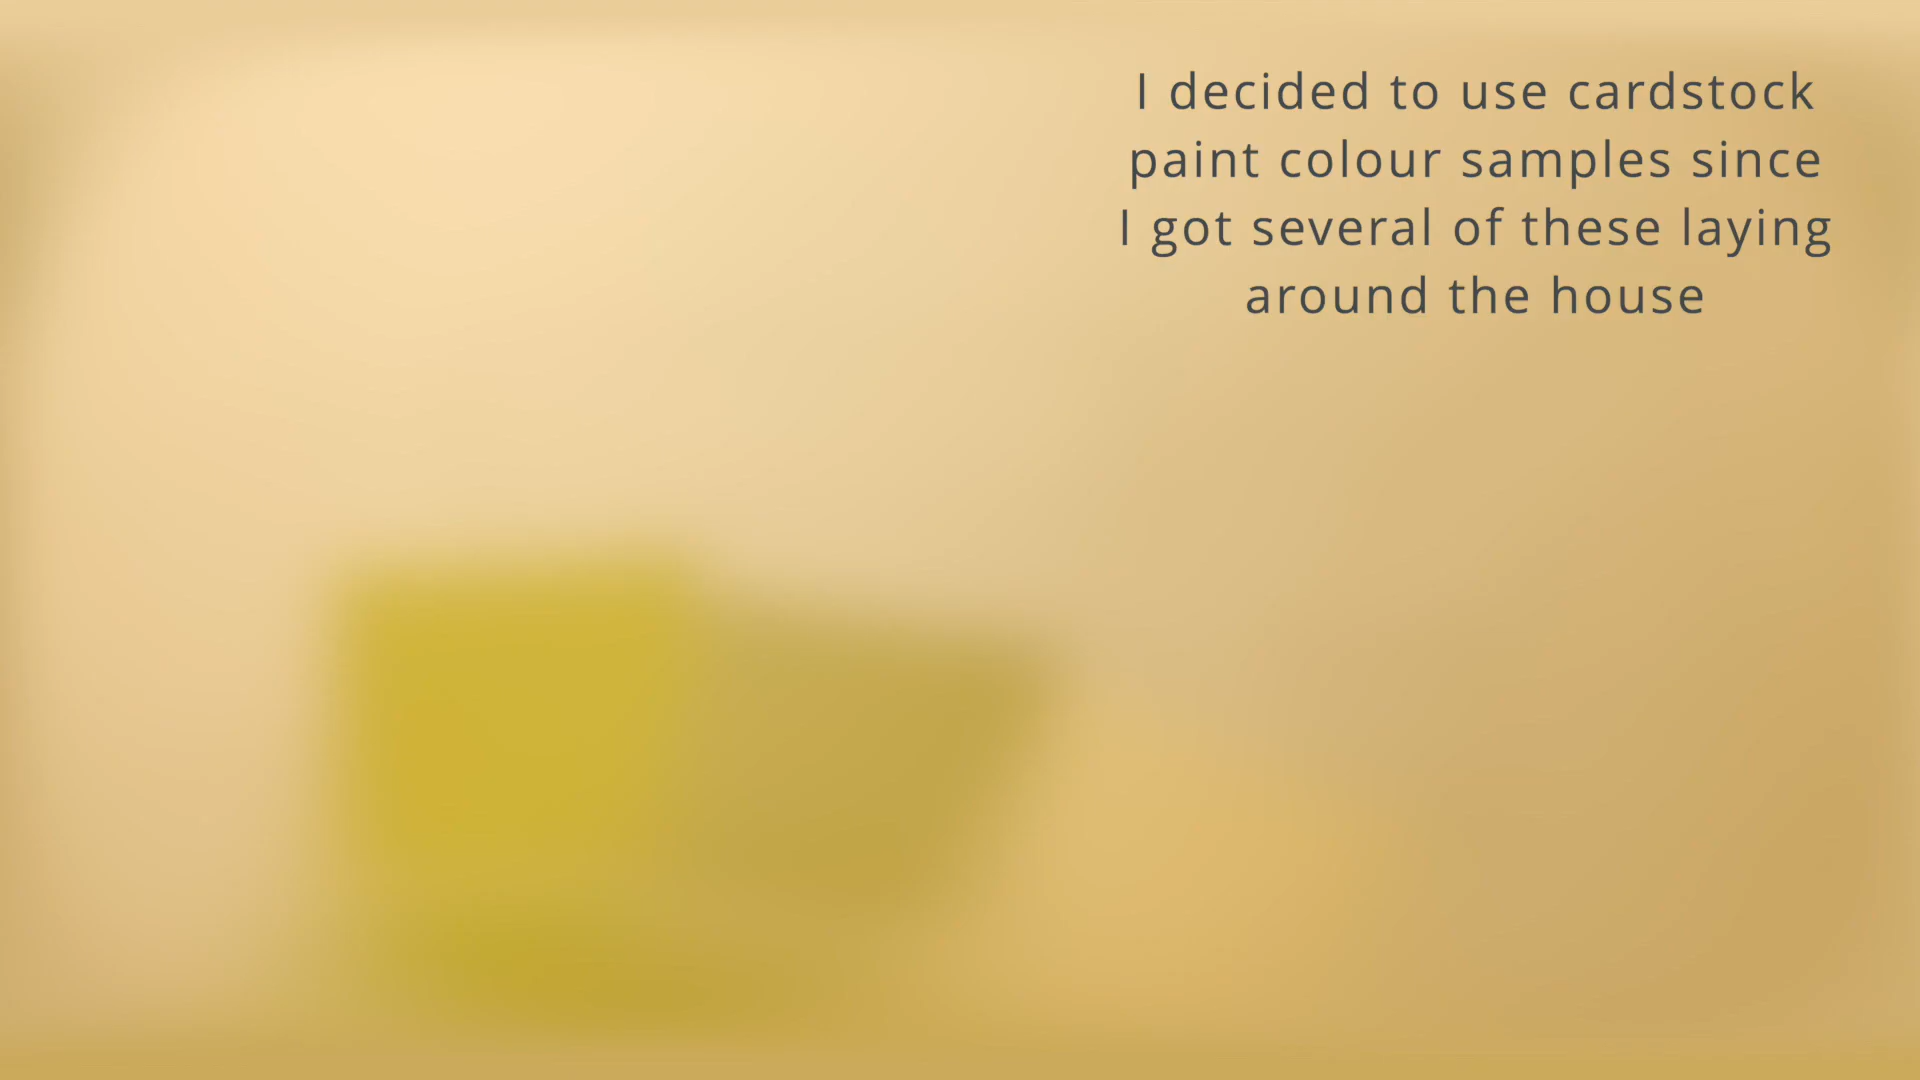 I decided to use cardstock
paint colour samples since
I got several of these laying
around the house